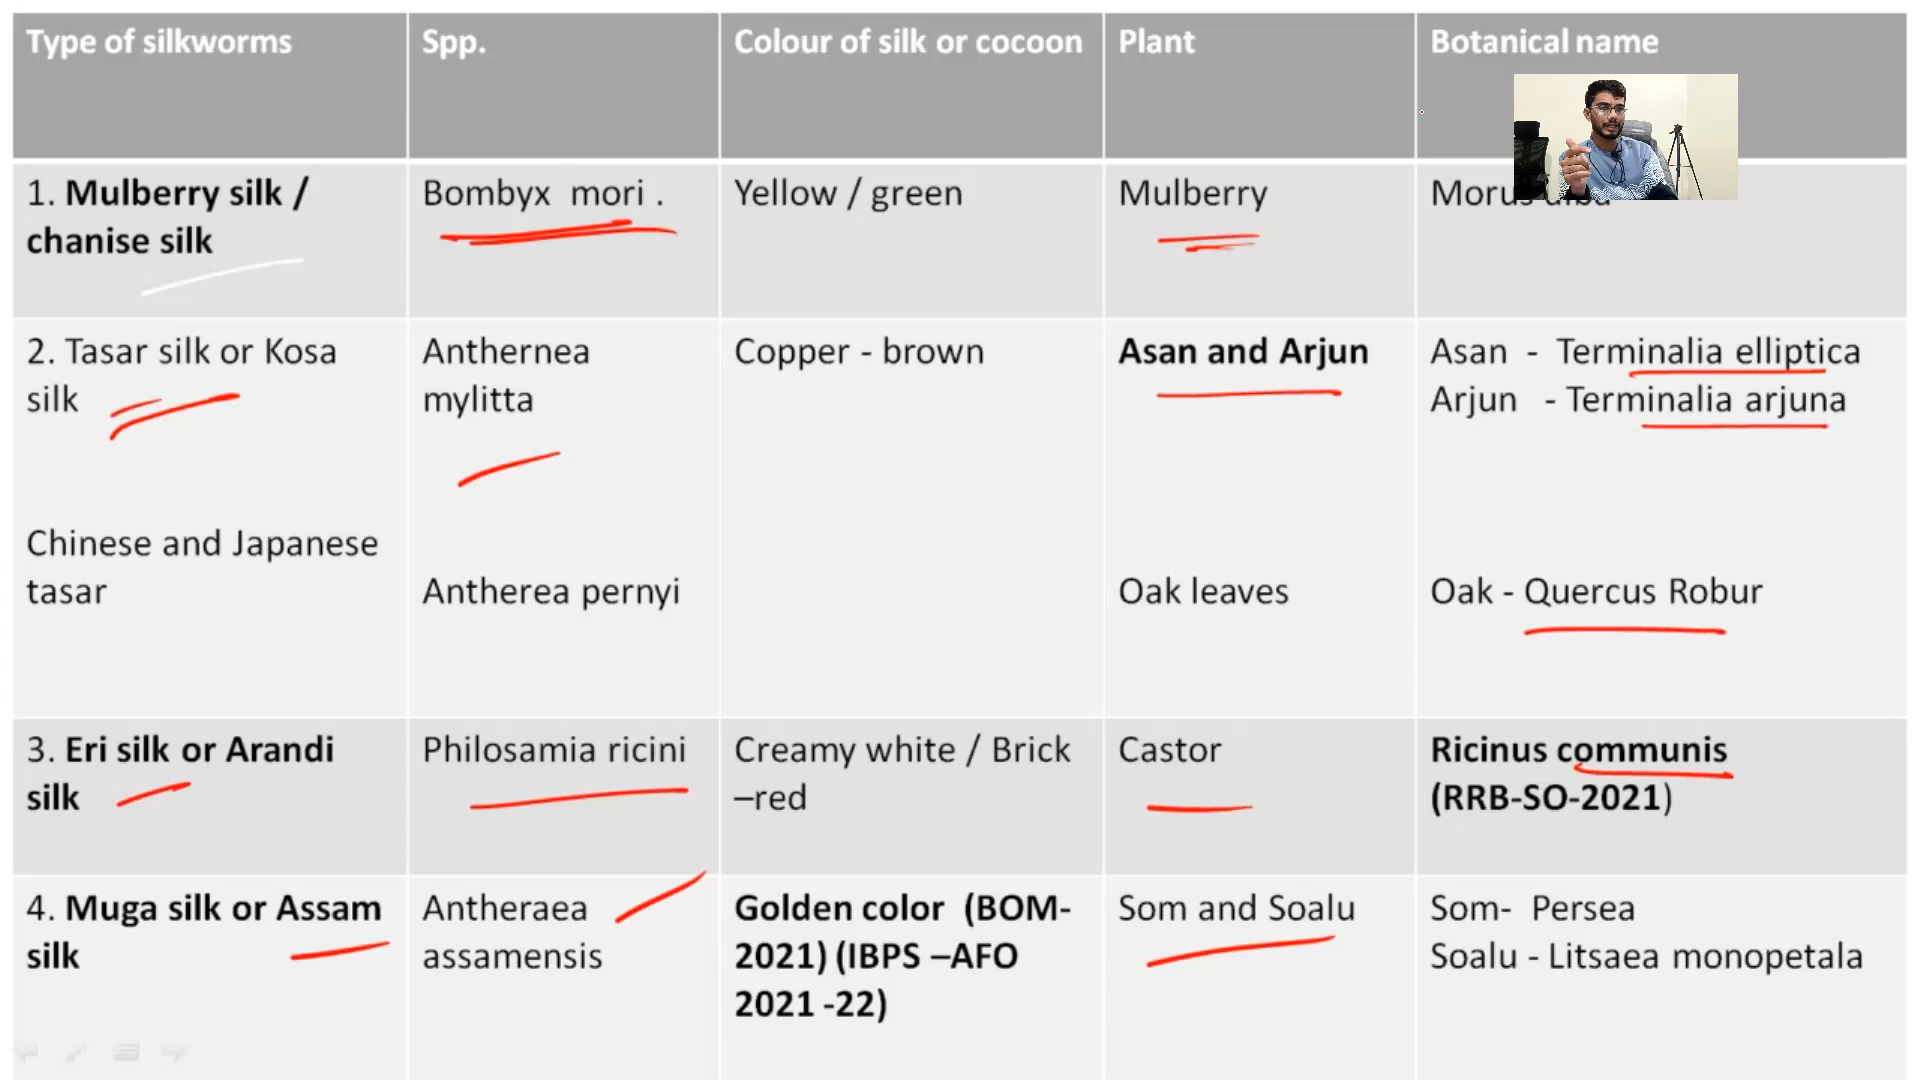 Type of silkworms
Spp.
Colour of silk or cocoon
Plant
Botanical name
1. Mulberry silk /
chanise silk
Bombyx mori .
Yellow / green
Mulberry
Morus
2. Tasar silk or Kosa
silk
Anthernea
mylitta
Copper - brown
Asan and Arjun
Asan - Terminalia elliptica
Arjun - Terminalia arjuna
Chinese and Japanese
tasar
Antherea pernyi
Oak leaves
Oak - Quercus Robur
3. Eri silk or Arandi
silk
Philosamia ricini
Creamy white / Brick
–red
Castor
Ricinus communis
(RRB-SO-2021)
4. Muga silk or Assam
silk
Antheraea
assamensis
Golden color (BOM-
2021) (IBPS –AFO
2021 -22)
Som and Soalu
Som- Persea
Soalu - Litsaea monopetala